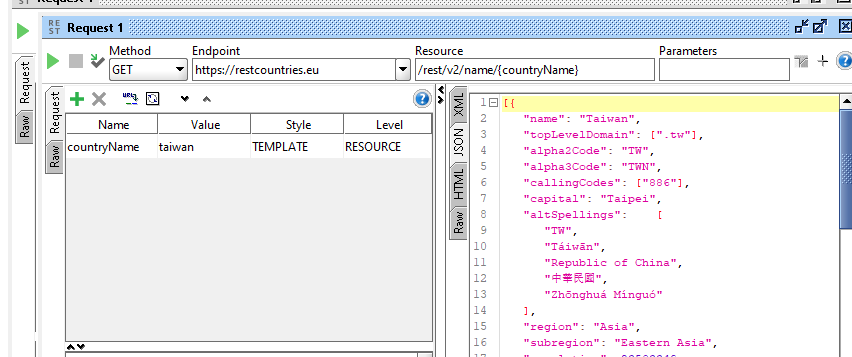 REST Request 1
Method Endpoint Resource Parameters
GET https://restcountries.eu /rest/v2/name/{countryName}
Request
Raw
Request
Raw
Name Value Style Level
countryName taiwan TEMPLATE RESOURCE
XML
JSON
HTML
Raw
1 [{
2 "name": "Taiwan",
3 "topLevelDomain": [".tw"],
4 "alpha2Code": "TW",
5 "alpha3Code": "TWN",
6 "callingCodes": ["886"],
7 "capital": "Taipei",
8 "altSpellings": [
9 "TW",
10 "Táiwān",
11 "Republic of China",
12 "中華民國",
13 "Zhōnghuá Mínguó"
14 ],
15 "region": "Asia",
16 "subregion": "Eastern Asia",